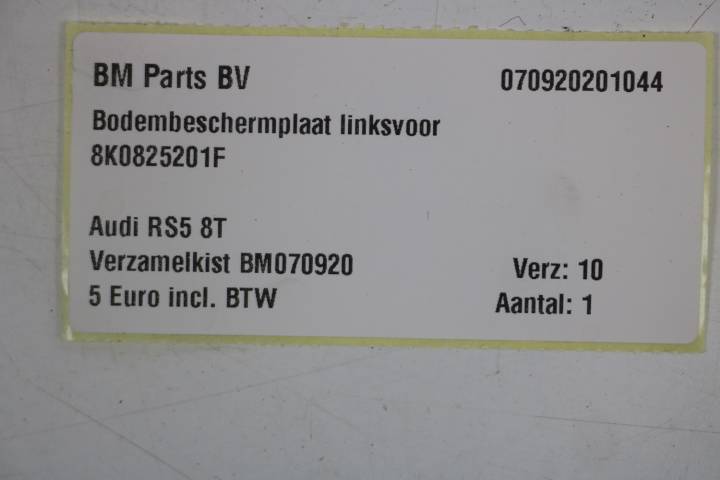 BM Parts BV 070920201044
Bodembeschermplaat linksvoor
8K0825201F
Audi RS5 8T
Verzamelkist BM070920 Verz: 10
5 Euro incl. BTW Aantal: 1